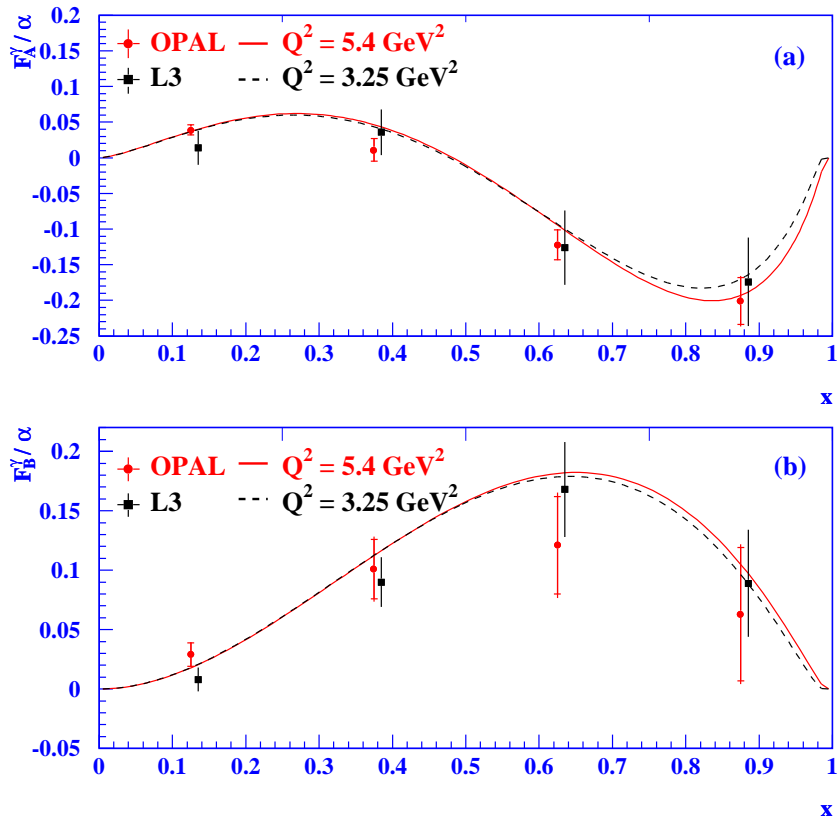 F_A^γ/α
0.2
0.15
0.1
0.05
0
-0.05
-0.1
-0.15
-0.2
-0.25
OPAL Q² = 5.4 GeV²
L3 Q² = 3.25 GeV²
(a)
0 0.1 0.2 0.3 0.4 0.5 0.6 0.7 0.8 0.9 1
x
F_B^γ/α
0.2
0.15
0.1
0.05
0
-0.05
OPAL Q² = 5.4 GeV²
L3 Q² = 3.25 GeV²
(b)
0 0.1 0.2 0.3 0.4 0.5 0.6 0.7 0.8 0.9 1
x